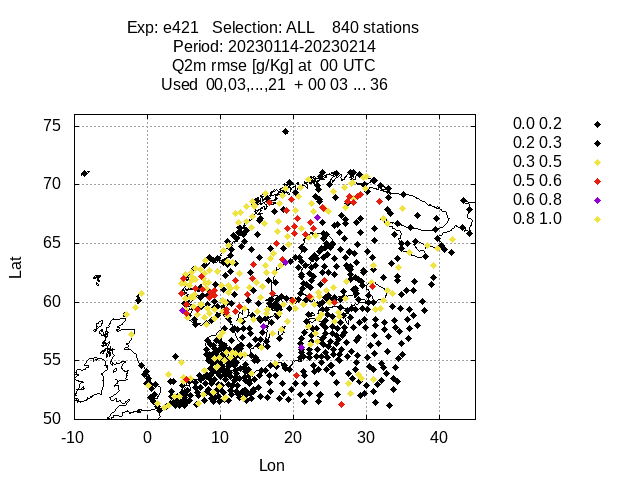 Exp: e421   Selection: ALL    840 stations
Period: 20230114-20230214
Q2m rmse [g/Kg] at  00 UTC
Used  00,03,...,21  + 00 03 ... 36
0.0 0.2
0.2 0.3
0.3 0.5
0.5 0.6
0.6 0.8
0.8 1.0
75
70
65
60
55
50
Lat
-10 0 10 20 30 40
Lon